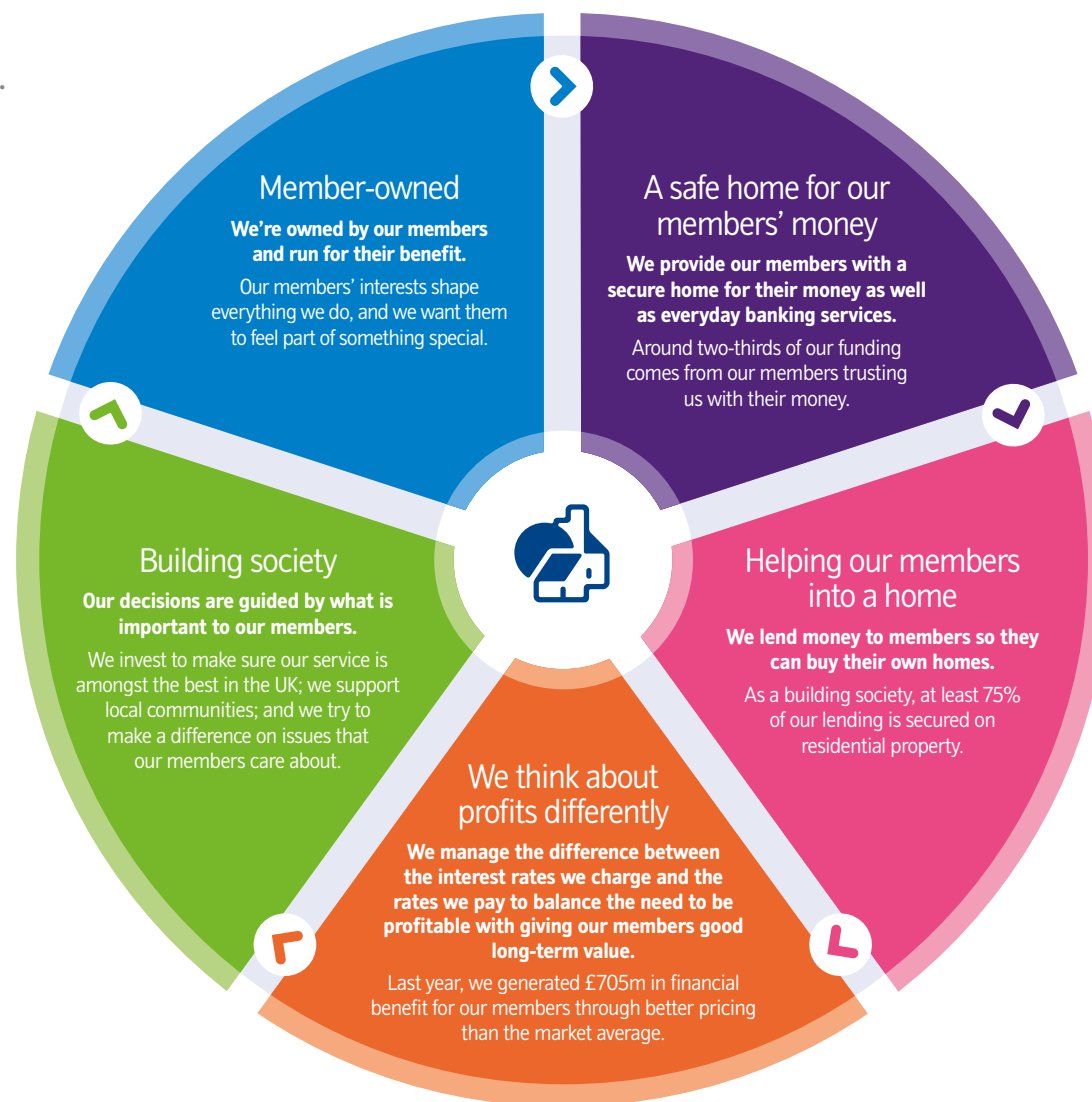 Member-owned
We’re owned by our members
and run for their benefit.
Our members’ interests shape
everything we do, and we want them
to feel part of something special.
A safe home for our
members’ money
We provide our members with a
secure home for their money as well
as everyday banking services.
Around two-thirds of our funding
comes from our members trusting
us with their money.
Helping our members
into a home
We lend money to members so they
can buy their own homes.
As a building society, at least 75%
of our lending is secured on
residential property.
We think about
profits differently
We manage the difference between
the interest rates we charge and the
rates we pay to balance the need to be
profitable with giving our members good
long-term value.
Last year, we generated £705m in financial
benefit for our members through better pricing
than the market average.
Building society
Our decisions are guided by what is
important to our members.
We invest to make sure our service is
amongst the best in the UK; we support
local communities; and we try to
make a difference on issues that
our members care about.